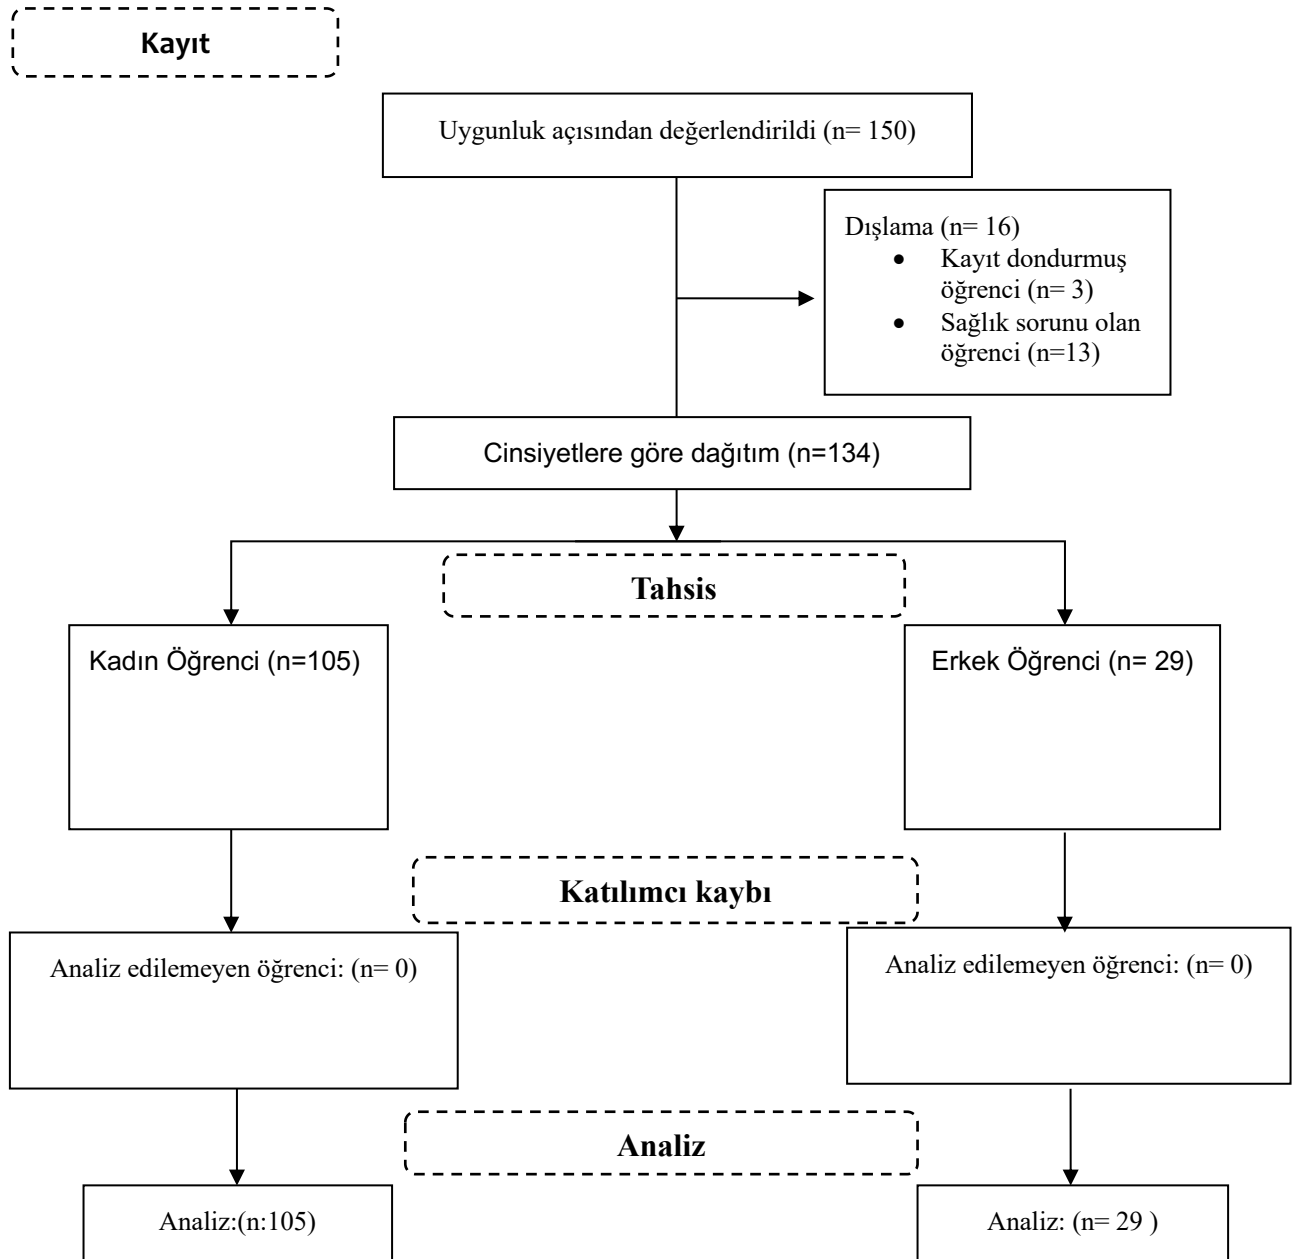 Kayıt
Uygunluk açısından değerlendirildi (n= 150)
Dışlama (n= 16)
• Kayıt dondurmuş
öğrenci (n= 3)
• Sağlık sorunu olan
öğrenci (n=13)
Cinsiyetlere göre dağıtım (n=134)
Tahsis
Kadın Öğrenci (n=105)
Erkek Öğrenci (n= 29)
Katılımcı kaybı
Analiz edilemeyen öğrenci: (n= 0)
Analiz edilemeyen öğrenci: (n= 0)
Analiz
Analiz:(n:105)
Analiz: (n= 29 )